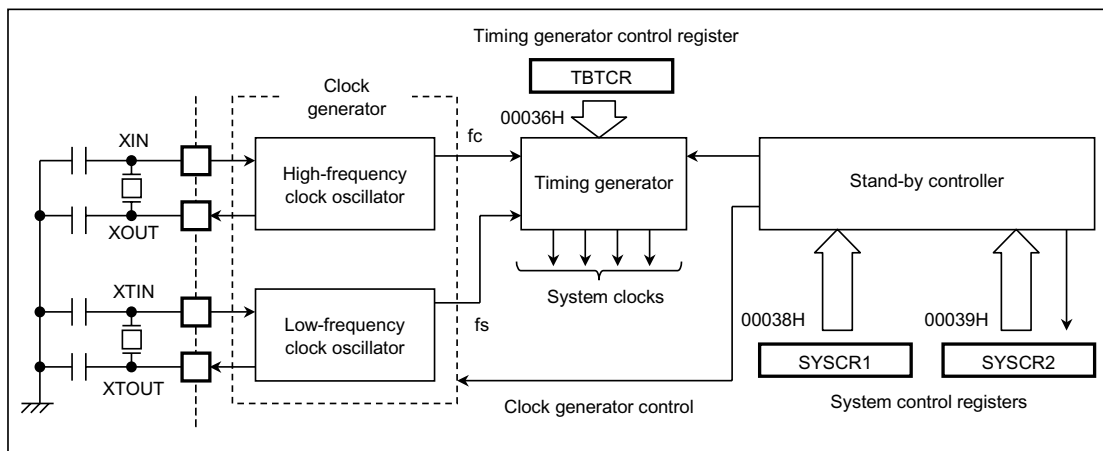 Timing generator control register
TBTCR
Clock
generator
00036H
XIN
fc
High-frequency
clock oscillator
Timing generator
Stand-by controller
XOUT
System clocks
XTIN
fs
Low-frequency
clock oscillator
00038H
00039H
XTOUT
SYSCR1
SYSCR2
Clock generator control
System control registers